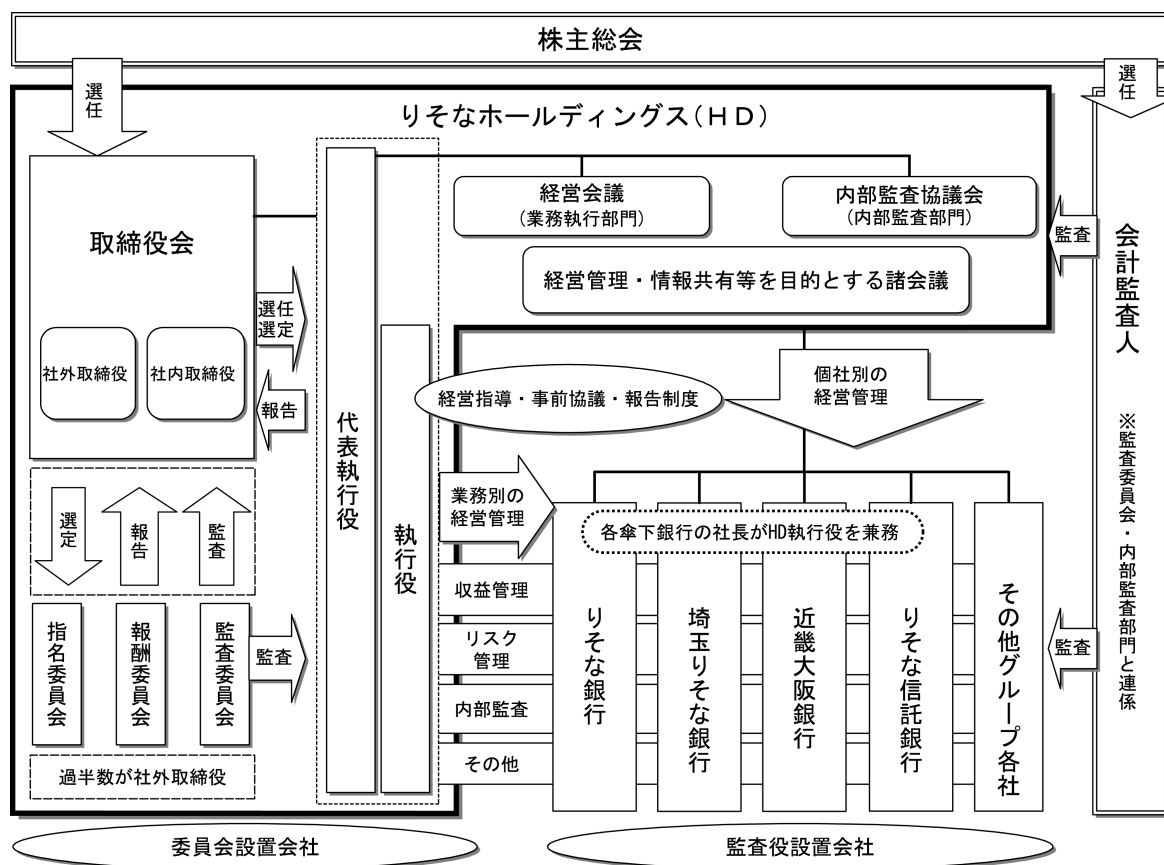 株主総会
選任
選任
りそなホールディングス(HD)
取締役会
社外取締役
社内取締役
選任
選定
報告
経営会議
(業務執行部門)
内部監査協議会
(内部監査部門)
経営管理・情報共有等を目的とする諸会議
監査
会計監査人
※監査委員会・内部監査部門と連係
代表執行役
執行役
経営指導・事前協議・報告制度
個社別の
経営管理
業務別の
経営管理
各傘下銀行の社長がHD執行役を兼務
選定
報告
監査
指名委員会
報酬委員会
監査委員会
監査
過半数が社外取締役
収益管理
リスク
管理
内部監査
その他
りそな銀行
埼玉りそな銀行
近畿大阪銀行
りそな信託銀行
その他グループ各社
監査
委員会設置会社
監査役設置会社